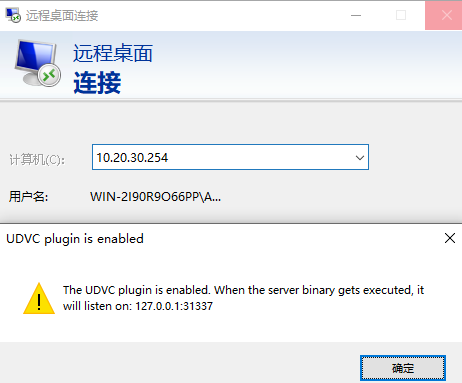 远程桌面连接
远程桌面
连接
计算机(C):
10.20.30.254
用户名:
WIN-2I90R9O66PP\A...
UDVC plugin is enabled
The UDVC plugin is enabled. When the server binary gets executed, it
will listen on: 127.0.0.1:31337
确定